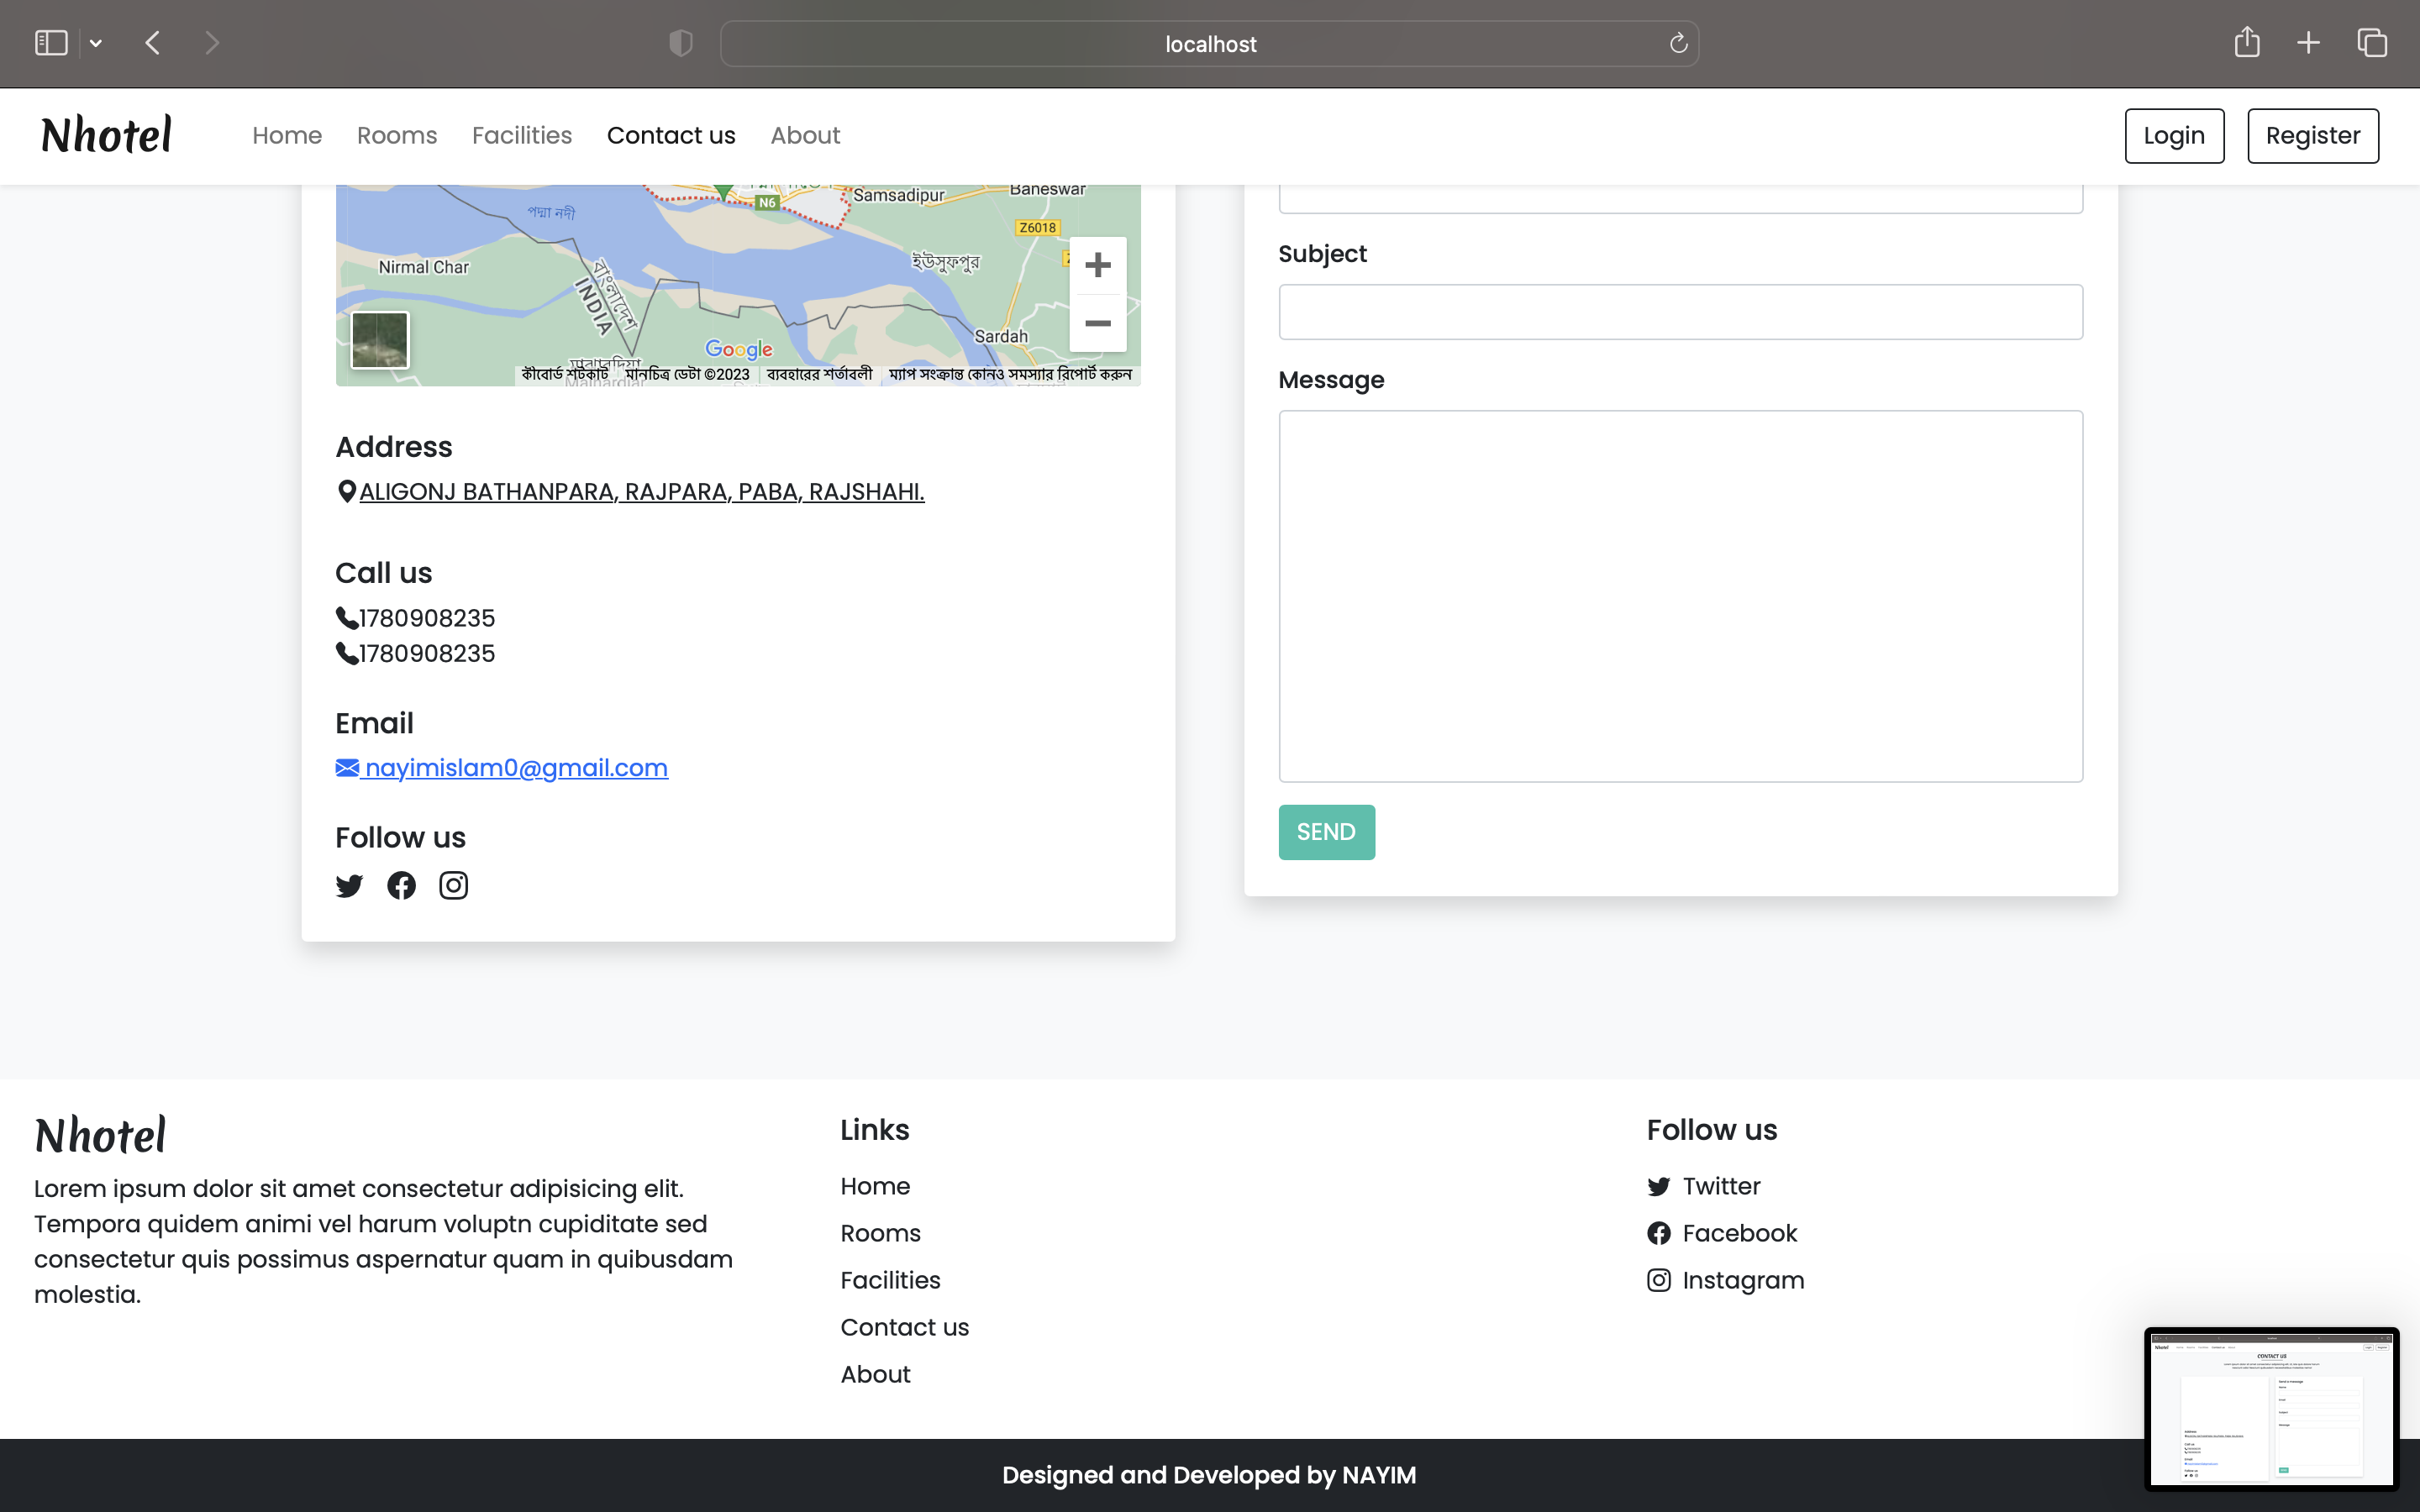 localhost
Nhotel
Home
Rooms
Facilities
Contact us
About
Login
Register
Samsadipur
Baneswar
N6
পদ্মা নদী
Z6018
Nirmal Char
ইউসুফপুর
বাংলাদেশ
INDIA
Sardah
Google
কীবোর্ড শর্টকাট
মানচিত্র ডেটা ©2023
ব্যবহারের শর্তাবলী
ম্যাপ সংক্রান্ত কোনও সমস্যার রিপোর্ট করুন
Address
ALIGONJ BATHANPARA, RAJPARA, PABA, RAJSHAHI.
Call us
1780908235
1780908235
Email
nayimislam0@gmail.com
Follow us
Subject
Message
SEND
Nhotel
Lorem ipsum dolor sit amet consectetur adipisicing elit.
Tempora quidem animi vel harum voluptn cupiditate sed
consectetur quis possimus aspernatur quam in quibusdam
molestia.
Links
Home
Rooms
Facilities
Contact us
About
Follow us
Twitter
Facebook
Instagram
CONTACT US
Designed and Developed by NAYIM